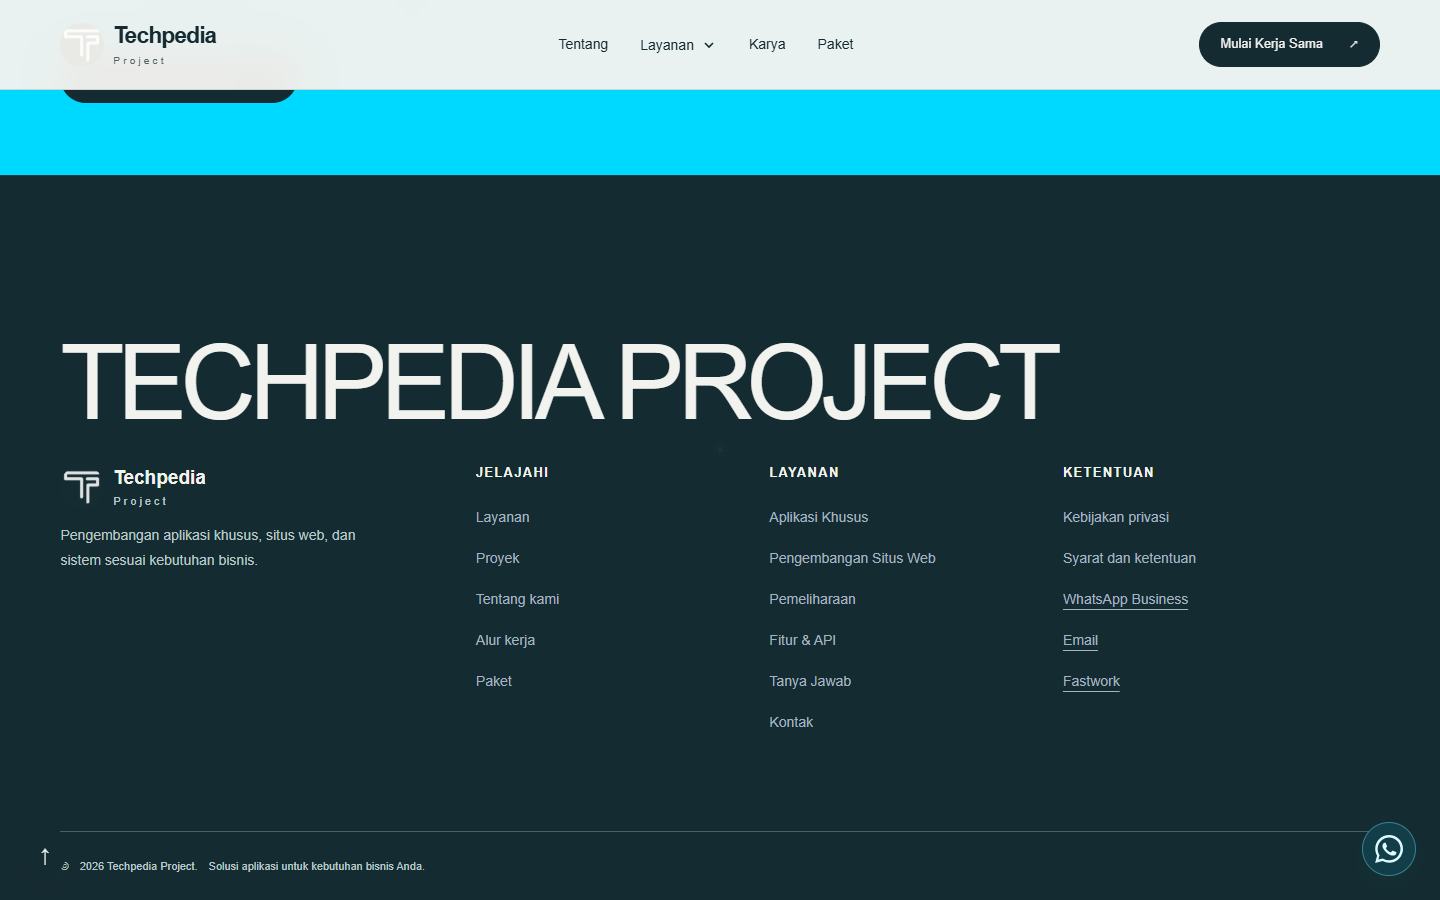 Techpedia
Project
Tentang
Layanan
Karya
Paket
Mulai Kerja Sama ↗
TECHPEDIA PROJECT
Techpedia
Project
Pengembangan aplikasi khusus, situs web, dan
sistem sesuai kebutuhan bisnis.
JELAJAHI
Layanan
Proyek
Tentang kami
Alur kerja
Paket
LAYANAN
Aplikasi Khusus
Pengembangan Situs Web
Pemeliharaan
Fitur & API
Tanya Jawab
Kontak
KETENTUAN
Kebijakan privasi
Syarat dan ketentuan
WhatsApp Business
Email
Fastwork
↑
2026 Techpedia Project. Solusi aplikasi untuk kebutuhan bisnis Anda.